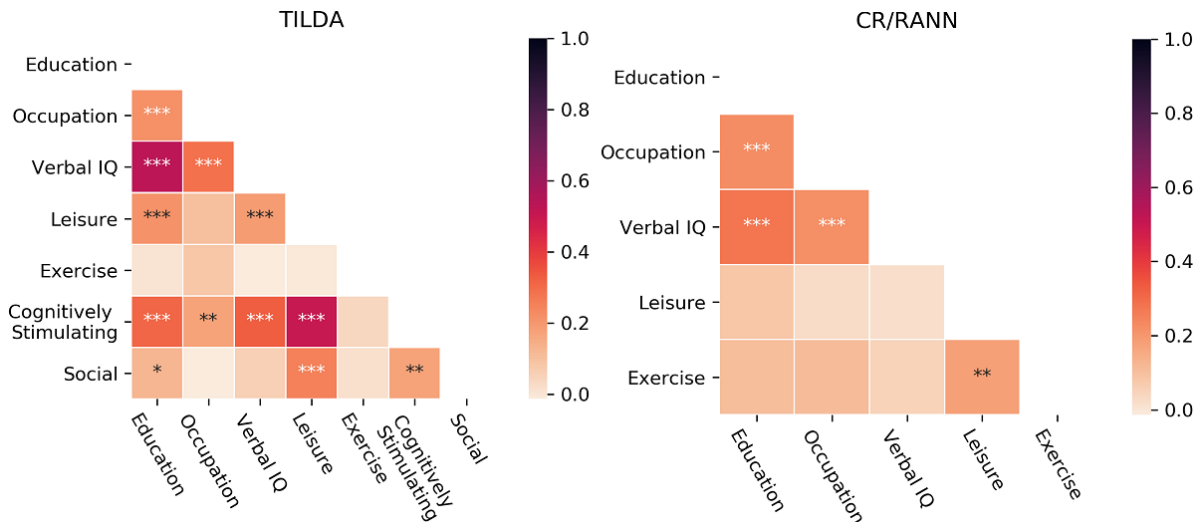 TILDA
1.0
0.8
0.6
0.4
0.2
0.0
Education
Occupation
Verbal IQ
Leisure
Exercise
Cognitively
Stimulating
Social
***
*** ***
*** ***
*** ** *** ***
* *** **
Education
Occupation
Verbal IQ
Leisure
Exercise
Cognitively
Stimulating
Social
CR/RANN
1.0
0.8
0.6
0.4
0.2
0.0
Education
Occupation
Verbal IQ
Leisure
Exercise
***
*** ***
**
Education
Occupation
Verbal IQ
Leisure
Exercise